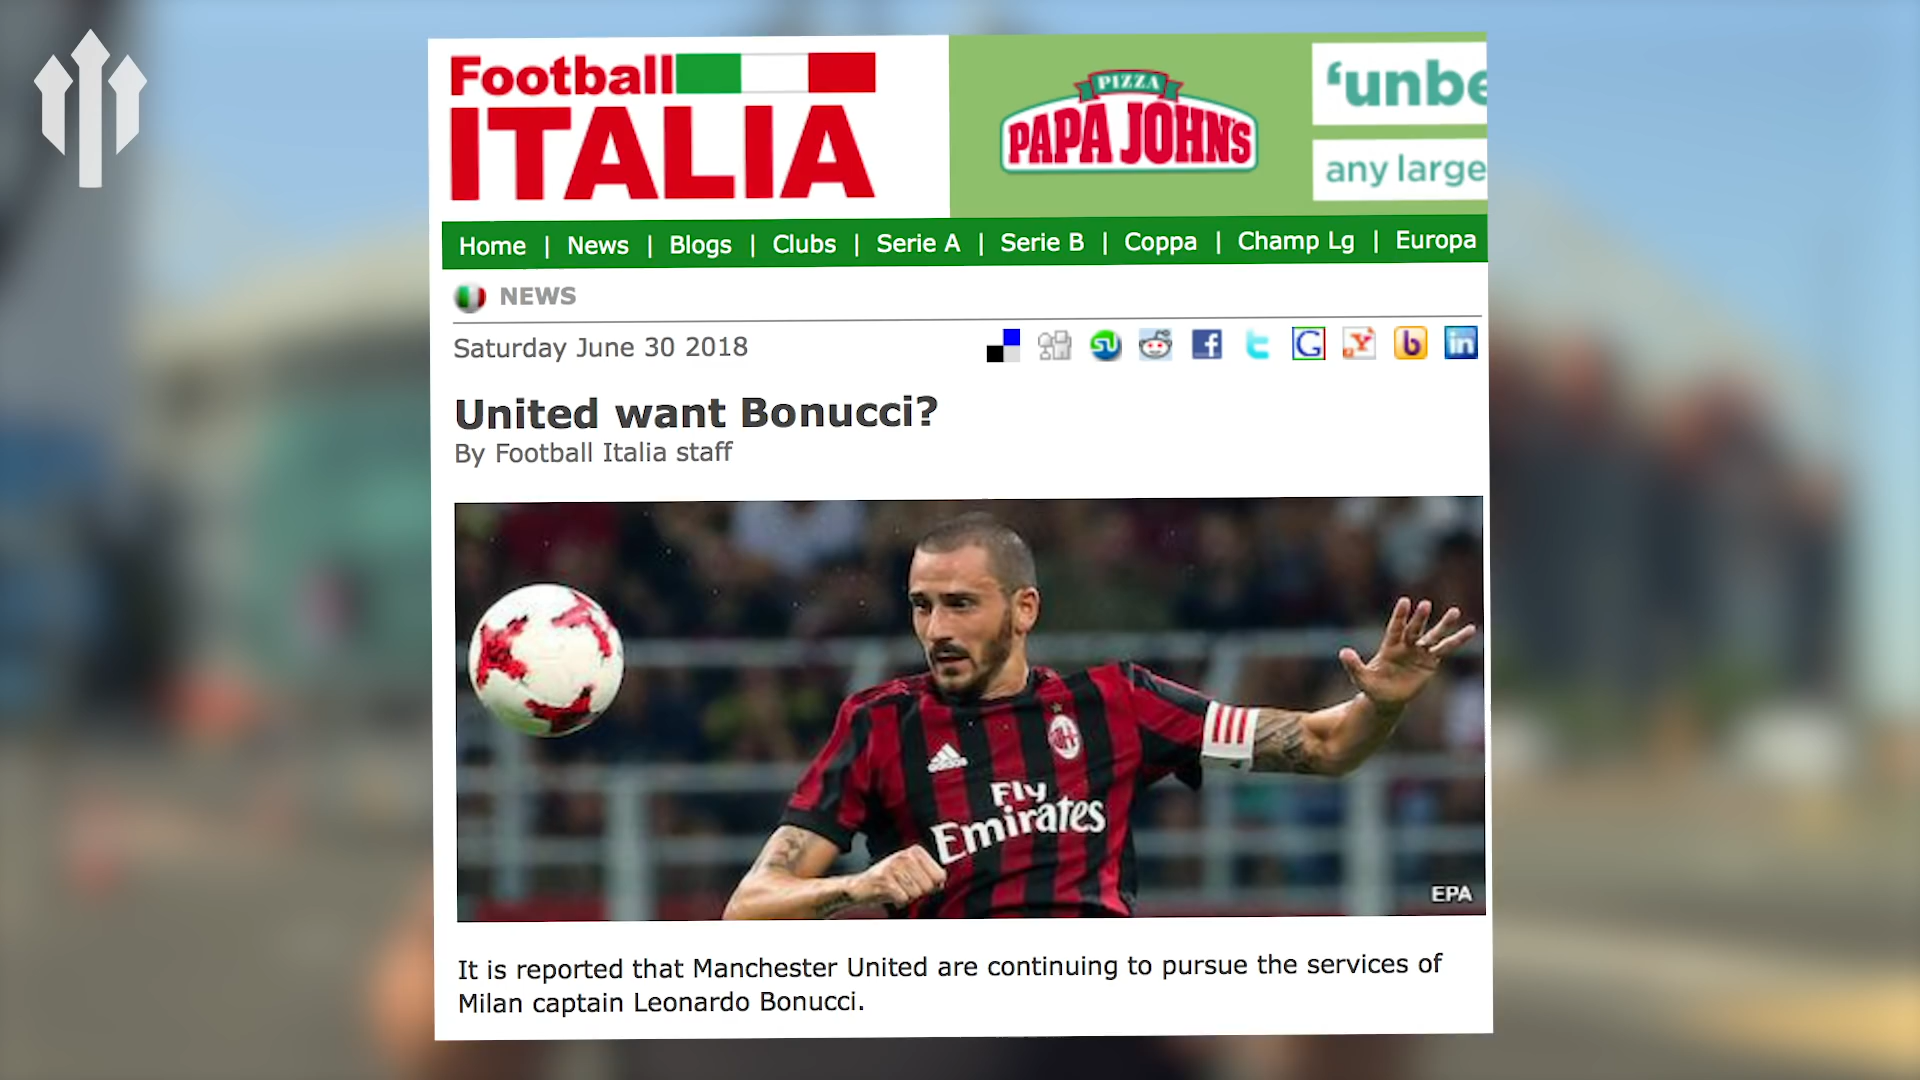 Football
ITALIA
PIZZA
PAPA JOHN'S
'unbe
any large
Home | News | Blogs | Clubs | Serie A | Serie B | Coppa | Champ Lg | Europa
NEWS
Saturday June 30 2018
United want Bonucci?
By Football Italia staff
adidas
Fly
Emirates
EPA
It is reported that Manchester United are continuing to pursue the services of
Milan captain Leonardo Bonucci.